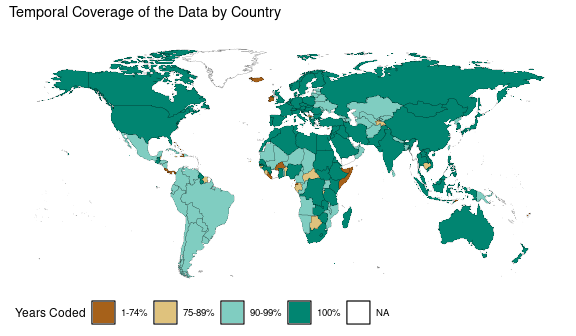 Temporal Coverage of the Data by Country
Years Coded 1-74% 75-89% 90-99% 100% NA